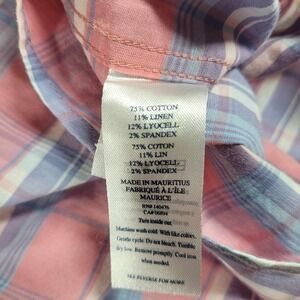 75% COTTON
11% LINEN
12% LYOCELL
2% SPANDEX
75% COTON
11% LIN
12% LYOCELL
2% SPANDEX
MADE IN MAURITIUS
FABRIQUÉ À L'ÎLE
MAURICE
RN# 140476
Turn inside out
Machine wash cold. With like colors.
Gentle cycle. Do not bleach. Tumble
dry low. Remove promptly. Cool iron
when needed.
SEE REVERSE FOR MORE